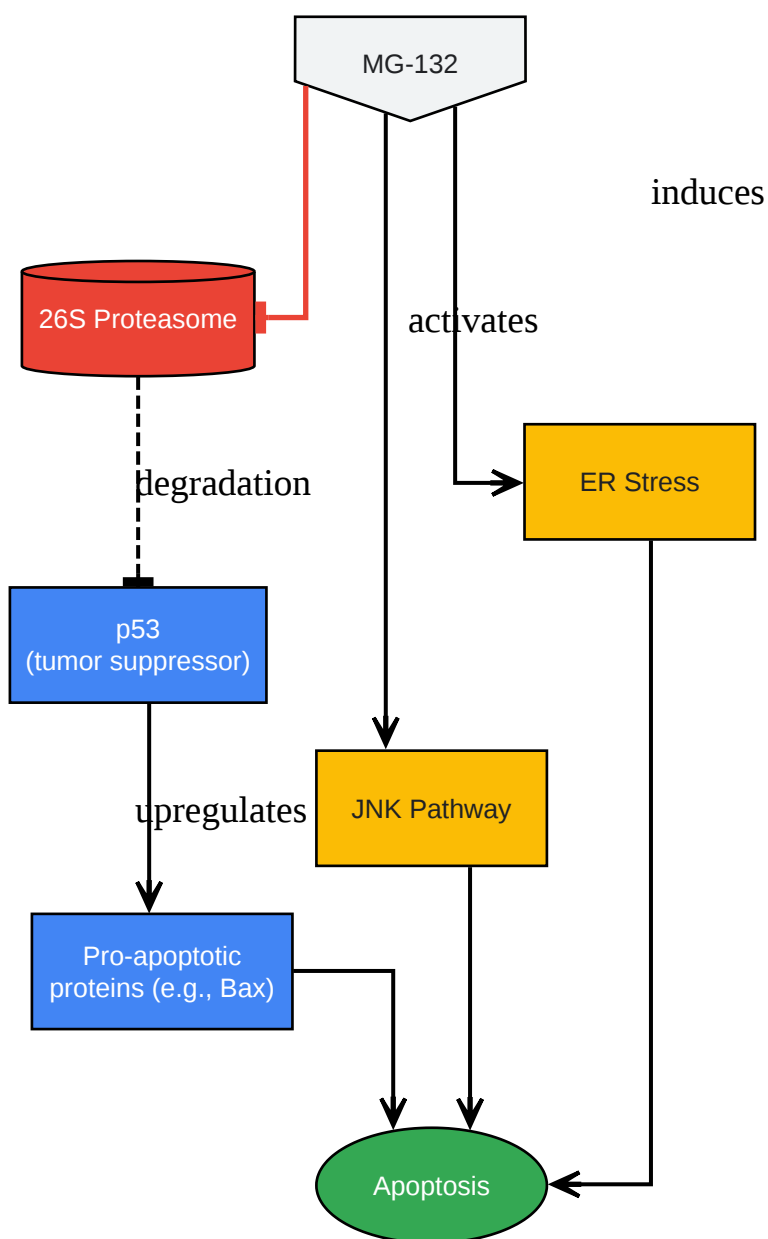 MG-132
induces
26S Proteasome
activates
degradation
ER Stress
p53
(tumor suppressor)
upregulates
JNK Pathway
Pro-apoptotic
proteins (e.g., Bax)
Apoptosis